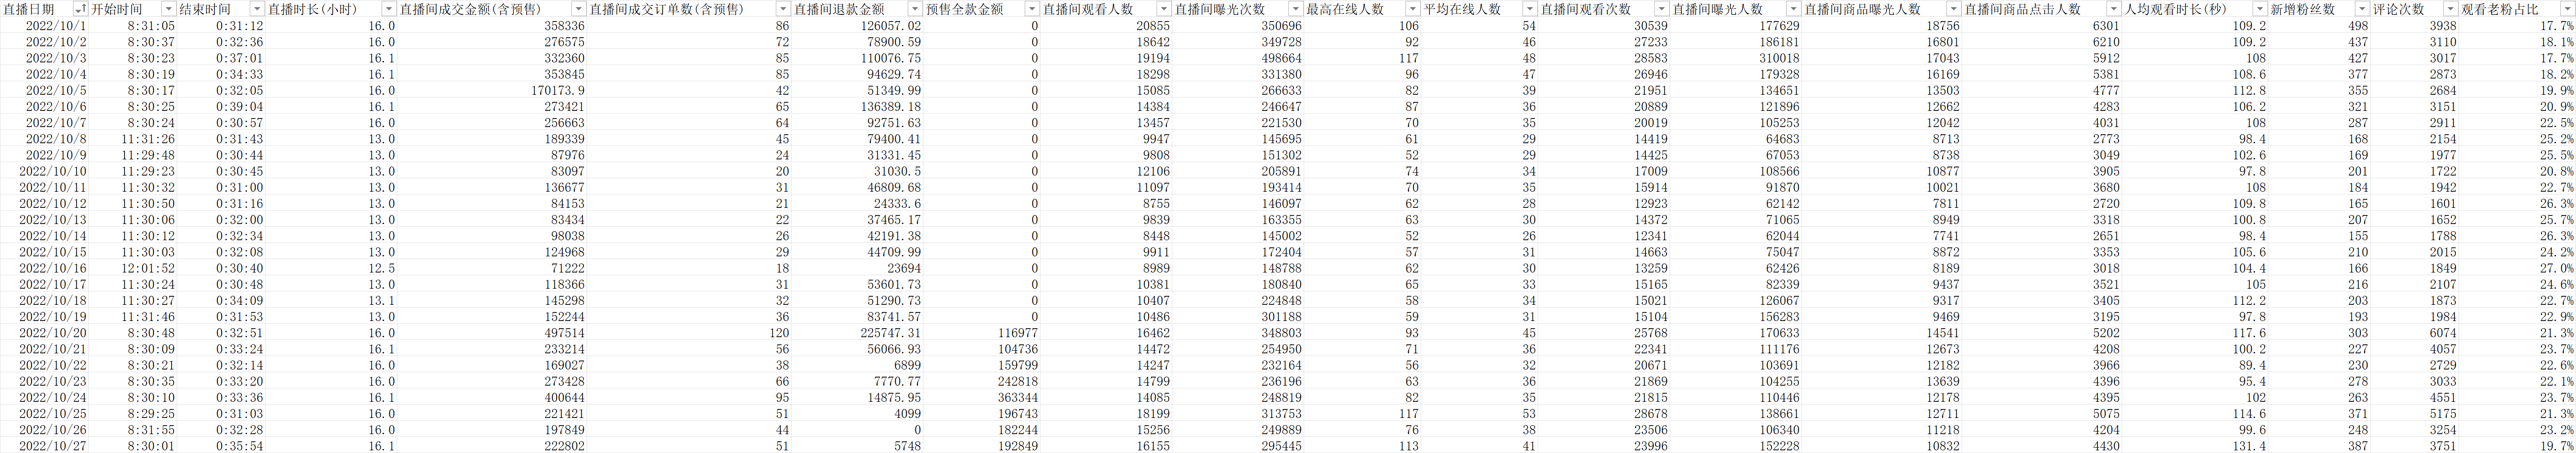 直播日期 开始时间 结束时间 直播时长(小时) 直播间成交金额(含预售) 直播间成交订单数(含预售) 直播间退款金额 预售全款金额 直播间观看人数 直播间曝光次数 最高在线人数 平均在线人数 直播间观看次数 直播间曝光人数 直播间商品曝光人数 直播间商品点击人数 人均观看时长(秒) 新增粉丝数 评论次数 观看老粉占比
2022/10/1 8:31:05 0:31:12 16.0 358336 86 126057.02 0 20855 350696 106 54 30539 177629 18756 6301 109.2 498 3938 17.7%
2022/10/2 8:30:37 0:32:36 16.0 276575 72 78900.59 0 18642 349728 92 46 27233 186181 16801 6210 109.2 437 3110 18.1%
2022/10/3 8:30:23 0:37:01 16.1 332360 85 110076.75 0 19194 498664 117 48 28583 310018 17043 5912 108 427 3017 17.7%
2022/10/4 8:30:19 0:34:33 16.1 353845 85 94629.74 0 18298 331380 96 47 26946 179328 16169 5381 108.6 377 2873 18.2%
2022/10/5 8:30:17 0:32:05 16.0 170173.9 42 51349.99 0 15085 266633 82 39 21951 134651 13503 4777 112.8 355 2684 19.9%
2022/10/6 8:30:25 0:39:04 16.1 273421 65 136389.18 0 14384 246647 87 36 20889 121896 12662 4283 106.2 321 3151 20.9%
2022/10/7 8:30:24 0:30:57 16.0 256663 64 92751.63 0 13457 221530 70 35 20019 105253 12042 4031 108 287 2911 22.5%
2022/10/8 11:31:26 0:31:43 13.0 189339 45 79400.41 0 9947 145695 61 29 14419 64683 8713 2773 98.4 168 2154 25.2%
2022/10/9 11:29:48 0:30:44 13.0 87976 24 31331.45 0 9808 151302 52 29 14425 67053 8738 3049 102.6 169 1977 25.5%
2022/10/10 11:29:23 0:30:45 13.0 83097 20 31030.5 0 12106 205891 74 34 17009 108566 10877 3905 97.8 201 1722 20.8%
2022/10/11 11:30:32 0:31:00 13.0 136677 31 46809.68 0 11097 193414 70 35 15914 91870 10021 3680 108 184 1942 22.7%
2022/10/12 11:30:50 0:31:16 13.0 84153 21 24333.6 0 8755 146097 62 28 12923 62142 7811 2720 109.8 165 1601 26.3%
2022/10/13 11:30:06 0:32:00 13.0 83434 22 37465.17 0 9839 163355 63 30 14372 71065 8949 3318 100.8 207 1652 25.7%
2022/10/14 11:30:12 0:32:34 13.0 98038 26 42191.38 0 8448 145002 52 26 12341 62044 7741 2651 98.4 155 1788 26.3%
2022/10/15 11:30:03 0:32:08 13.0 124968 29 44709.99 0 9911 172404 57 31 14663 75047 8872 3353 105.6 210 2015 24.2%
2022/10/16 12:01:52 0:30:40 12.5 71222 18 23694 0 8989 148788 62 30 13259 62426 8189 3018 104.4 166 1849 27.0%
2022/10/17 11:30:24 0:30:48 13.0 118366 31 53601.73 0 10381 180840 65 33 15165 82339 9437 3521 105 216 2107 24.6%
2022/10/18 11:30:27 0:34:09 13.1 145298 32 51290.73 0 10407 224848 58 34 15021 126067 9317 3405 112.2 203 1873 22.7%
2022/10/19 11:31:46 0:31:53 13.0 152244 36 83741.57 0 10486 301188 59 31 15104 156283 9469 3195 97.8 193 1984 22.9%
2022/10/20 8:30:48 0:32:51 16.0 497514 120 225747.31 116977 16462 348803 93 45 25768 170633 14541 5202 117.6 303 6074 21.3%
2022/10/21 8:30:09 0:33:24 16.1 233214 56 56066.93 104736 14472 254950 71 36 22341 111176 12673 4208 100.2 227 4057 23.7%
2022/10/22 8:30:21 0:32:14 16.0 169027 38 6899 159799 14247 232164 56 32 20671 103691 12182 3966 89.4 230 2729 22.6%
2022/10/23 8:30:35 0:33:20 16.0 273428 66 7770.77 242818 14799 236196 63 36 21869 104255 13639 4396 95.4 278 3033 22.1%
2022/10/24 8:30:10 0:33:36 16.1 400644 95 14875.95 363344 14085 248819 82 35 21815 110446 12178 4395 102 263 4551 23.7%
2022/10/25 8:29:25 0:31:03 16.0 221421 51 4099 196743 18199 313753 117 53 28678 138661 12711 5075 114.6 371 5175 21.3%
2022/10/26 8:31:55 0:32:28 16.0 197849 44 0 182244 15256 249889 76 38 23506 106340 11218 4204 99.6 248 3254 23.2%
2022/10/27 8:30:01 0:35:54 16.1 222802 51 5748 192849 16155 295445 113 41 23996 152228 10832 4430 131.4 387 3751 19.7%